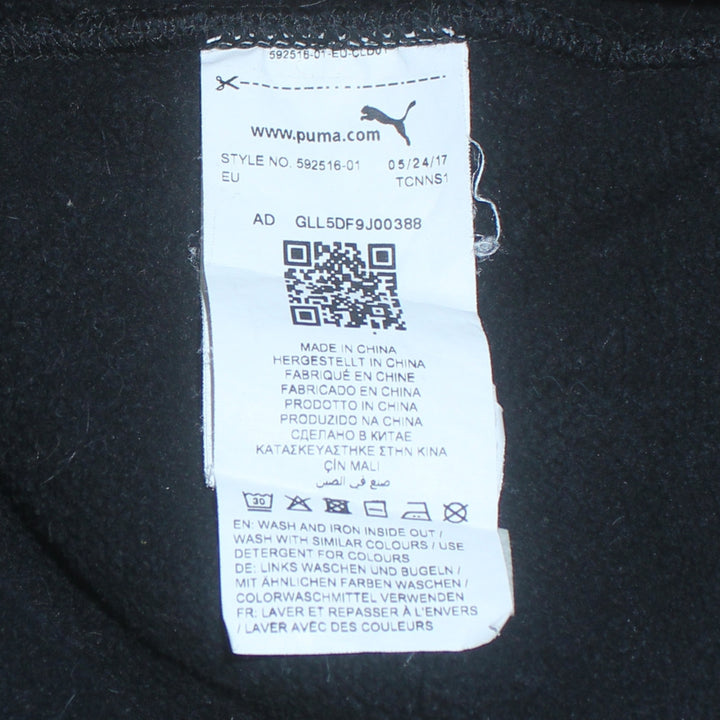 592516-01-EU-CLD01
www.puma.com
STYLE NO. 592516-01 05/24/17
EU TCNNS1
AD GLL5DF9J00388
MADE IN CHINA
HERGESTELLT IN CHINA
FABRIQUÉ EN CHINE
FABRICADO EN CHINA
PRODOTTO IN CHINA
PRODUZIDO NA CHINA
СДЕЛАНО В КИТАЕ
ΚΑΤΑΣΚΕΥΑΣΤΗΚΕ ΣΤΗΝ ΚΙΝΑ
ÇİN MALI
صنع في الصين
30
EN: WASH AND IRON INSIDE OUT /
WASH WITH SIMILAR COLOURS / USE
DETERGENT FOR COLOURS
DE: LINKS WASCHEN UND BUGELN /
MIT ÄHNLICHEN FARBEN WASCHEN /
COLORWASCHMITTEL VERWENDEN
FR: LAVER ET REPASSER À L'ENVERS
/ LAVER AVEC DES COULEURS